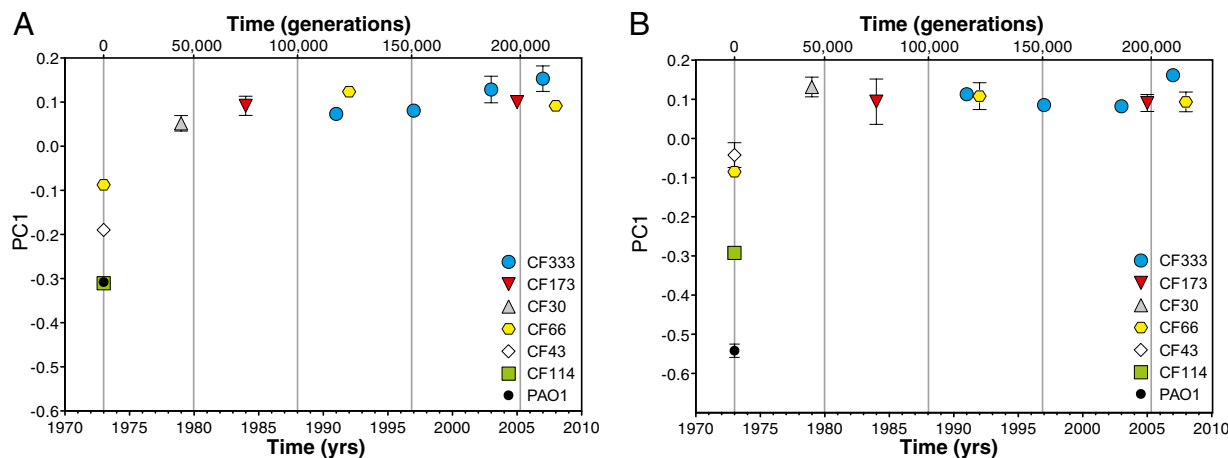 A
Time (generations)
0 50,000 100,000 150,000 200,000
0.2
0.1
0.0
-0.1
-0.2
-0.3
-0.4
-0.5
-0.6
PC1
CF333
CF173
CF30
CF66
CF43
CF114
PAO1
1970 1975 1980 1985 1990 1995 2000 2005 2010
Time (yrs)
B
Time (generations)
0 50,000 100,000 150,000 200,000
0.2
0.1
0.0
-0.1
-0.2
-0.3
-0.4
-0.5
-0.6
PC1
CF333
CF173
CF30
CF66
CF43
CF114
PAO1
1970 1975 1980 1985 1990 1995 2000 2005 2010
Time (yrs)